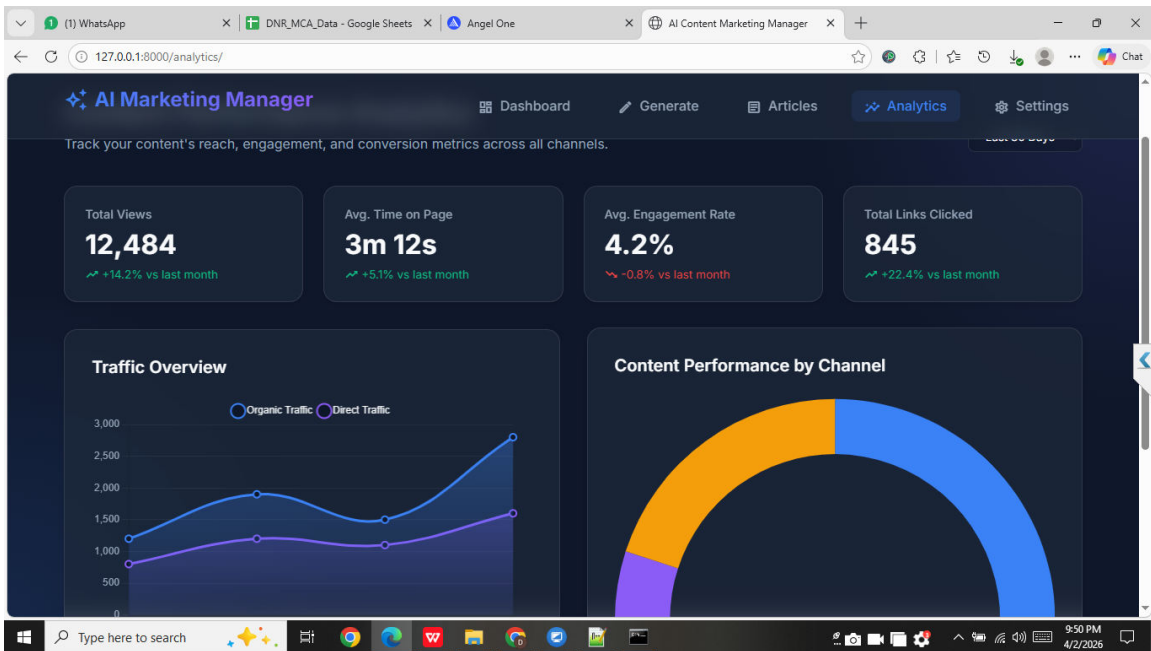 (1) WhatsApp
DNR_MCA_Data - Google Sheets
Angel One
AI Content Marketing Manager
127.0.0.1:8000/analytics/
Chat
AI Marketing Manager
Dashboard
Generate
Articles
Analytics
Settings
Track your content's reach, engagement, and conversion metrics across all channels.
Total Views
12,484
+14.2% vs last month
Avg. Time on Page
3m 12s
+5.1% vs last month
Avg. Engagement Rate
4.2%
-0.8% vs last month
Total Links Clicked
845
+22.4% vs last month
Traffic Overview
Organic Traffic Direct Traffic
3,000
2,500
2,000
1,500
1,000
500
0
Content Performance by Channel
Type here to search
9:50 PM
4/2/2026